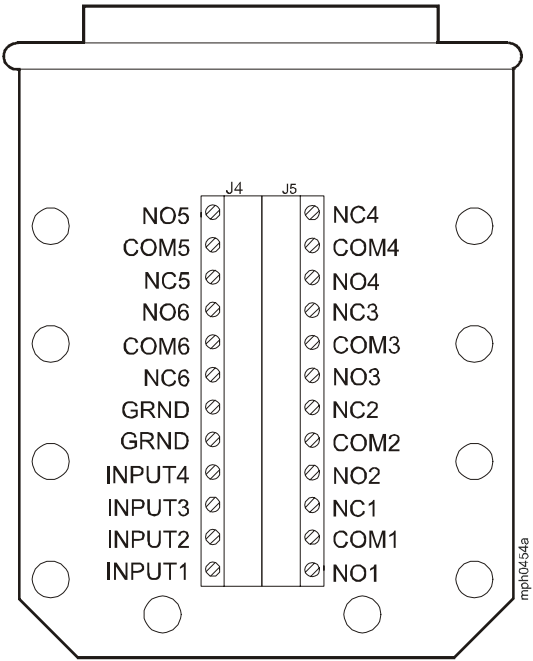 J4 J5
NO5 NC4
COM5 COM4
NC5 NO4
NO6 NC3
COM6 COM3
NC6 NO3
GRND NC2
GRND COM2
INPUT4 NO2
INPUT3 NC1
INPUT2 COM1
INPUT1 NO1
mph0454a